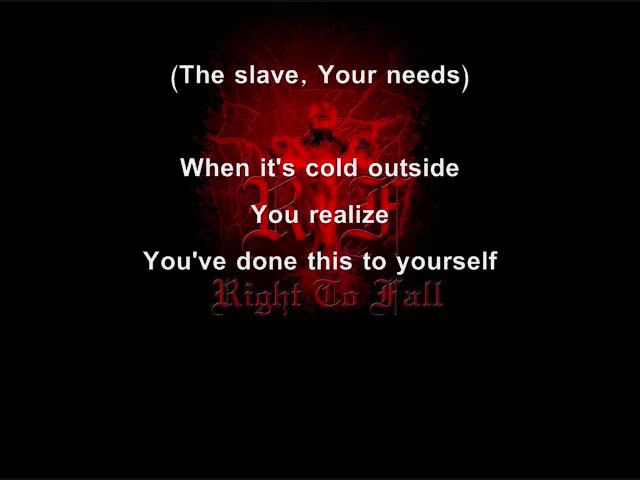 (The slave, Your needs)
When it's cold outside
You realize
You've done this to yourself
R F
Right To Fall